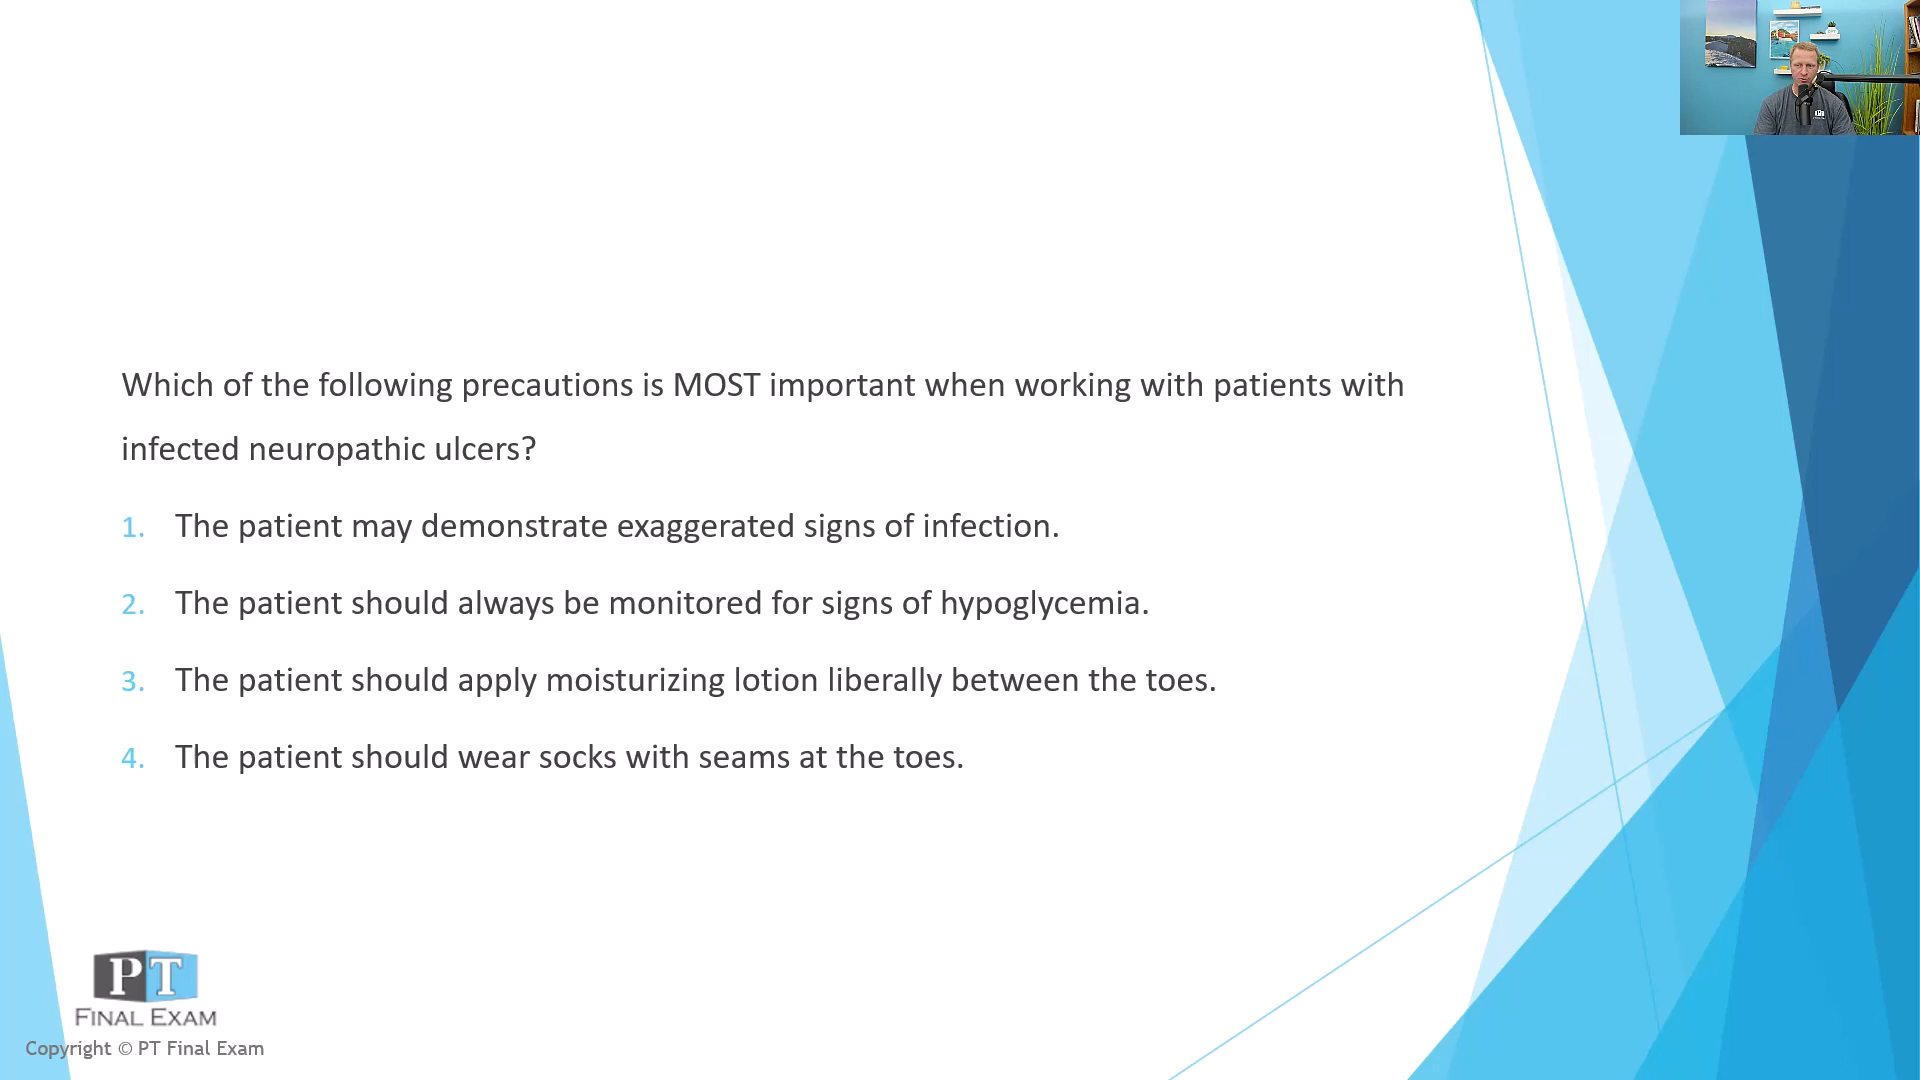 Which of the following precautions is MOST important when working with patients with
infected neuropathic ulcers?
1. The patient may demonstrate exaggerated signs of infection.
2. The patient should always be monitored for signs of hypoglycemia.
3. The patient should apply moisturizing lotion liberally between the toes.
4. The patient should wear socks with seams at the toes.
PT
FINAL EXAM
Copyright © PT Final Exam